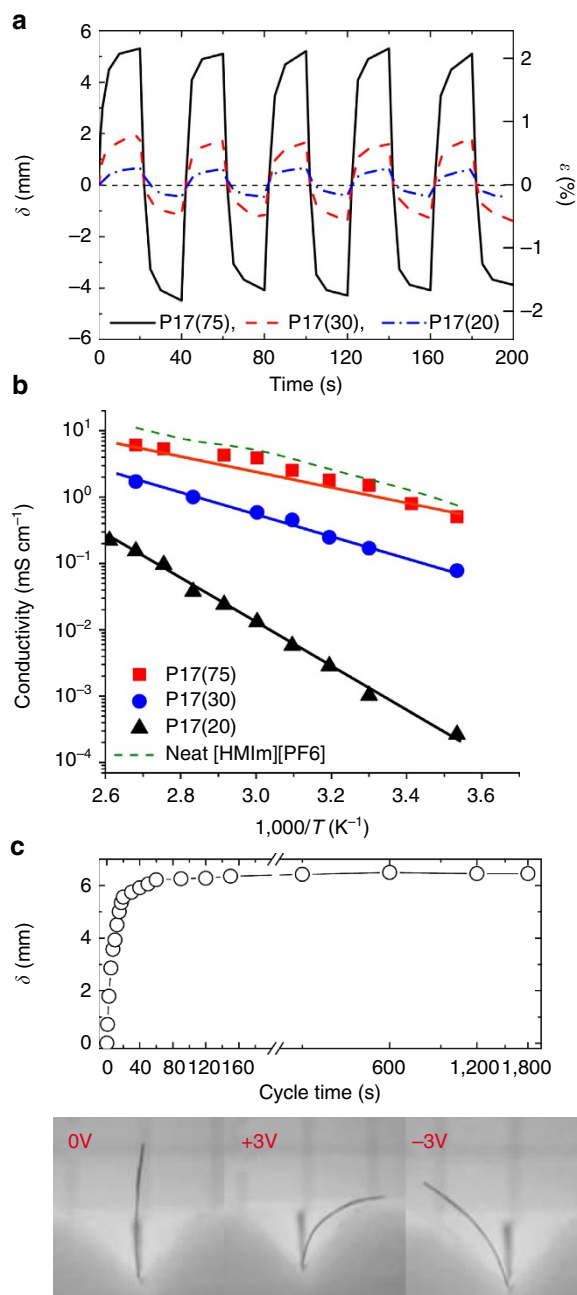 a
6
4
2
0
−2
−4
−6
δ (mm)
2
1
0
−1
−2
ε (%)
P17(75), P17(30), P17(20)
0 40 80 120 160 200
Time (s)
b
10¹
10⁰
10⁻¹
10⁻²
10⁻³
10⁻⁴
Conductivity (mS cm⁻¹)
P17(75)
P17(30)
P17(20)
Neat [HMIm][PF6]
2.6 2.8 3.0 3.2 3.4 3.6
1,000/T (K⁻¹)
c
6
4
2
0
δ (mm)
0 40 80 120 160 600 1,200 1,800
Cycle time (s)
0V +3V −3V